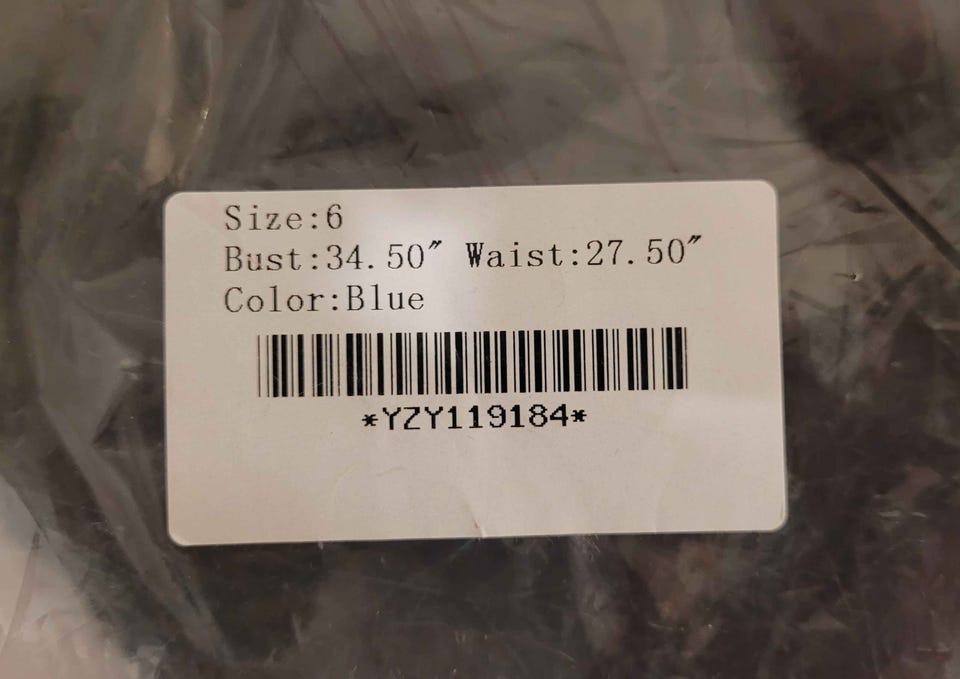 Size:6
Bust:34.50" Waist:27.50"
Color:Blue
*YZY119184*